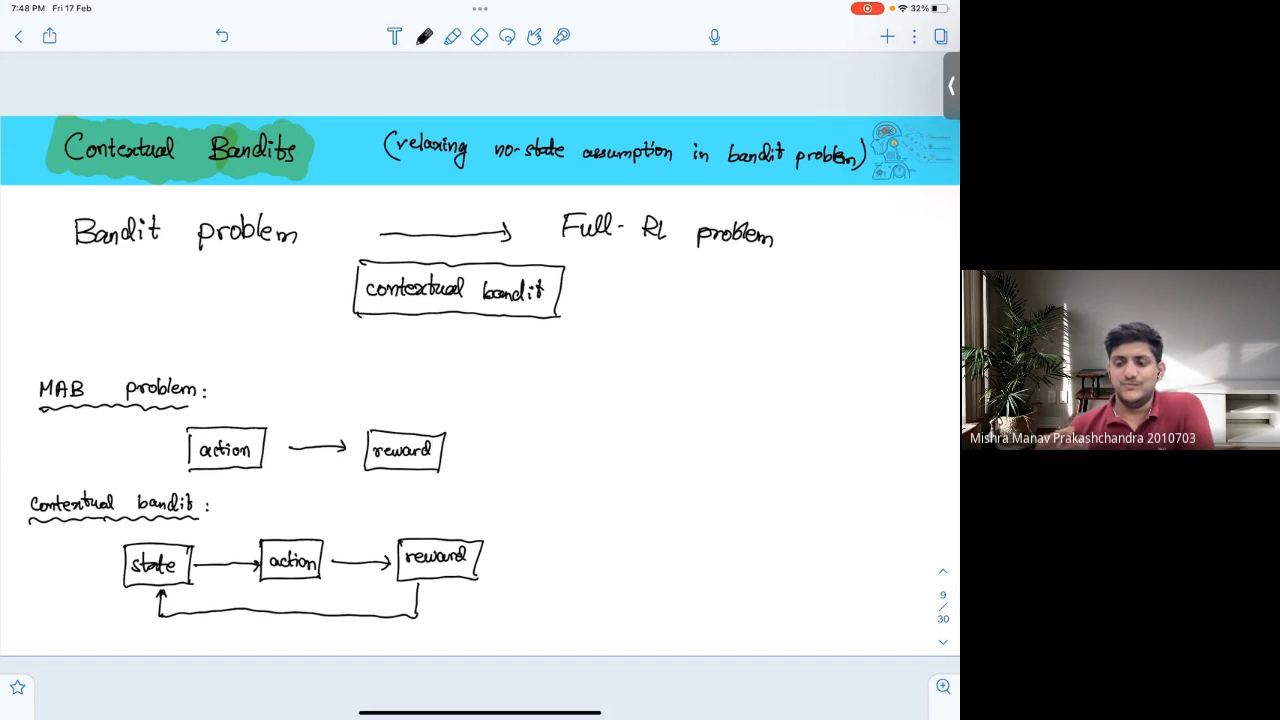 7:48 PM Fri 17 Feb
32%
Contextual Bandits (relaxing no-state assumption in bandit problem)
Bandit problem Full-RL problem
contextual bandit
MAB problem:
action reward
Contextual bandit:
state action reward
9
/
30
Mishra Manav Prakashchandra 2010703